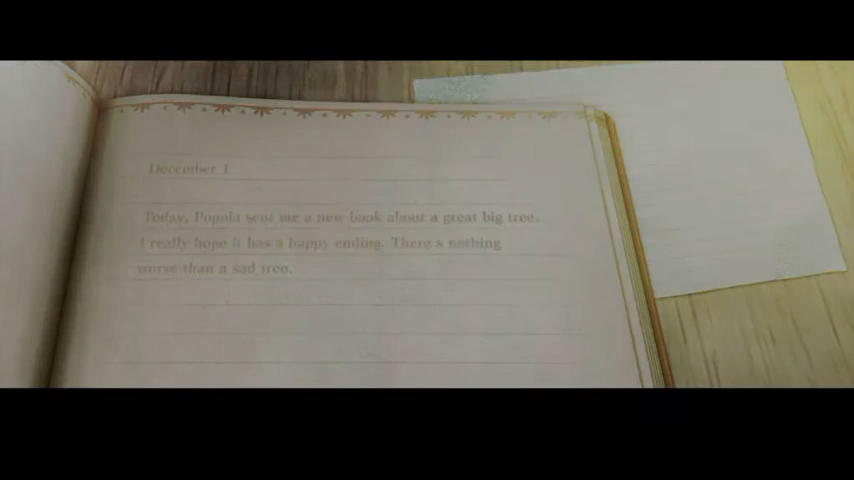 December 1
Today, Popola sent me a new book about a great big tree.
I really hope it has a happy ending. There's nothing
worse than a sad tree.